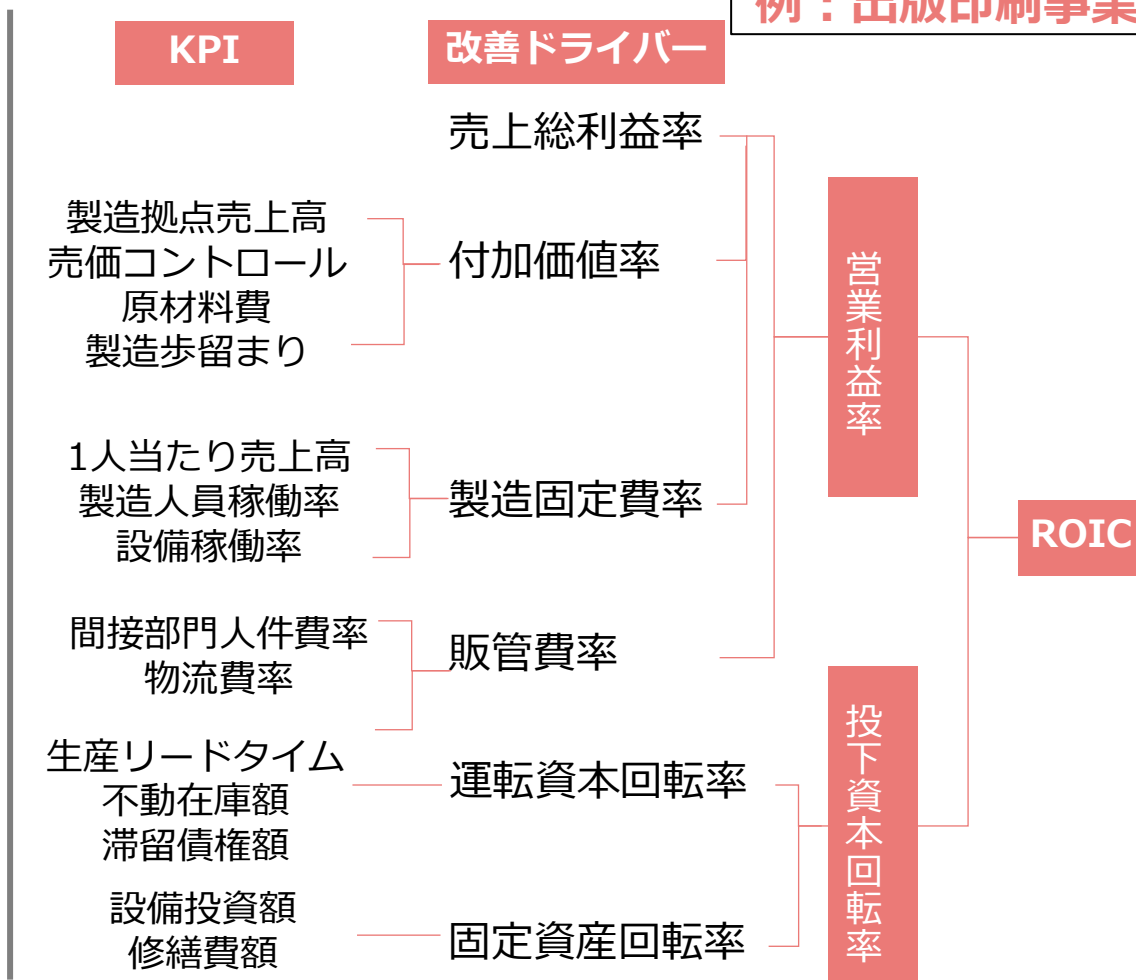 例：出版印刷事業
KPI
改善ドライバー
売上総利益率
製造拠点売上高
売価コントロール
原材料費
製造歩留まり
付加価値率
1人当たり売上高
製造人員稼働率
設備稼働率
製造固定費率
間接部門人件費率
物流費率
販管費率
生産リードタイム
不動在庫額
滞留債権額
運転資本回転率
設備投資額
修繕費額
固定資産回転率
営業利益率
投下資本回転率
ROIC